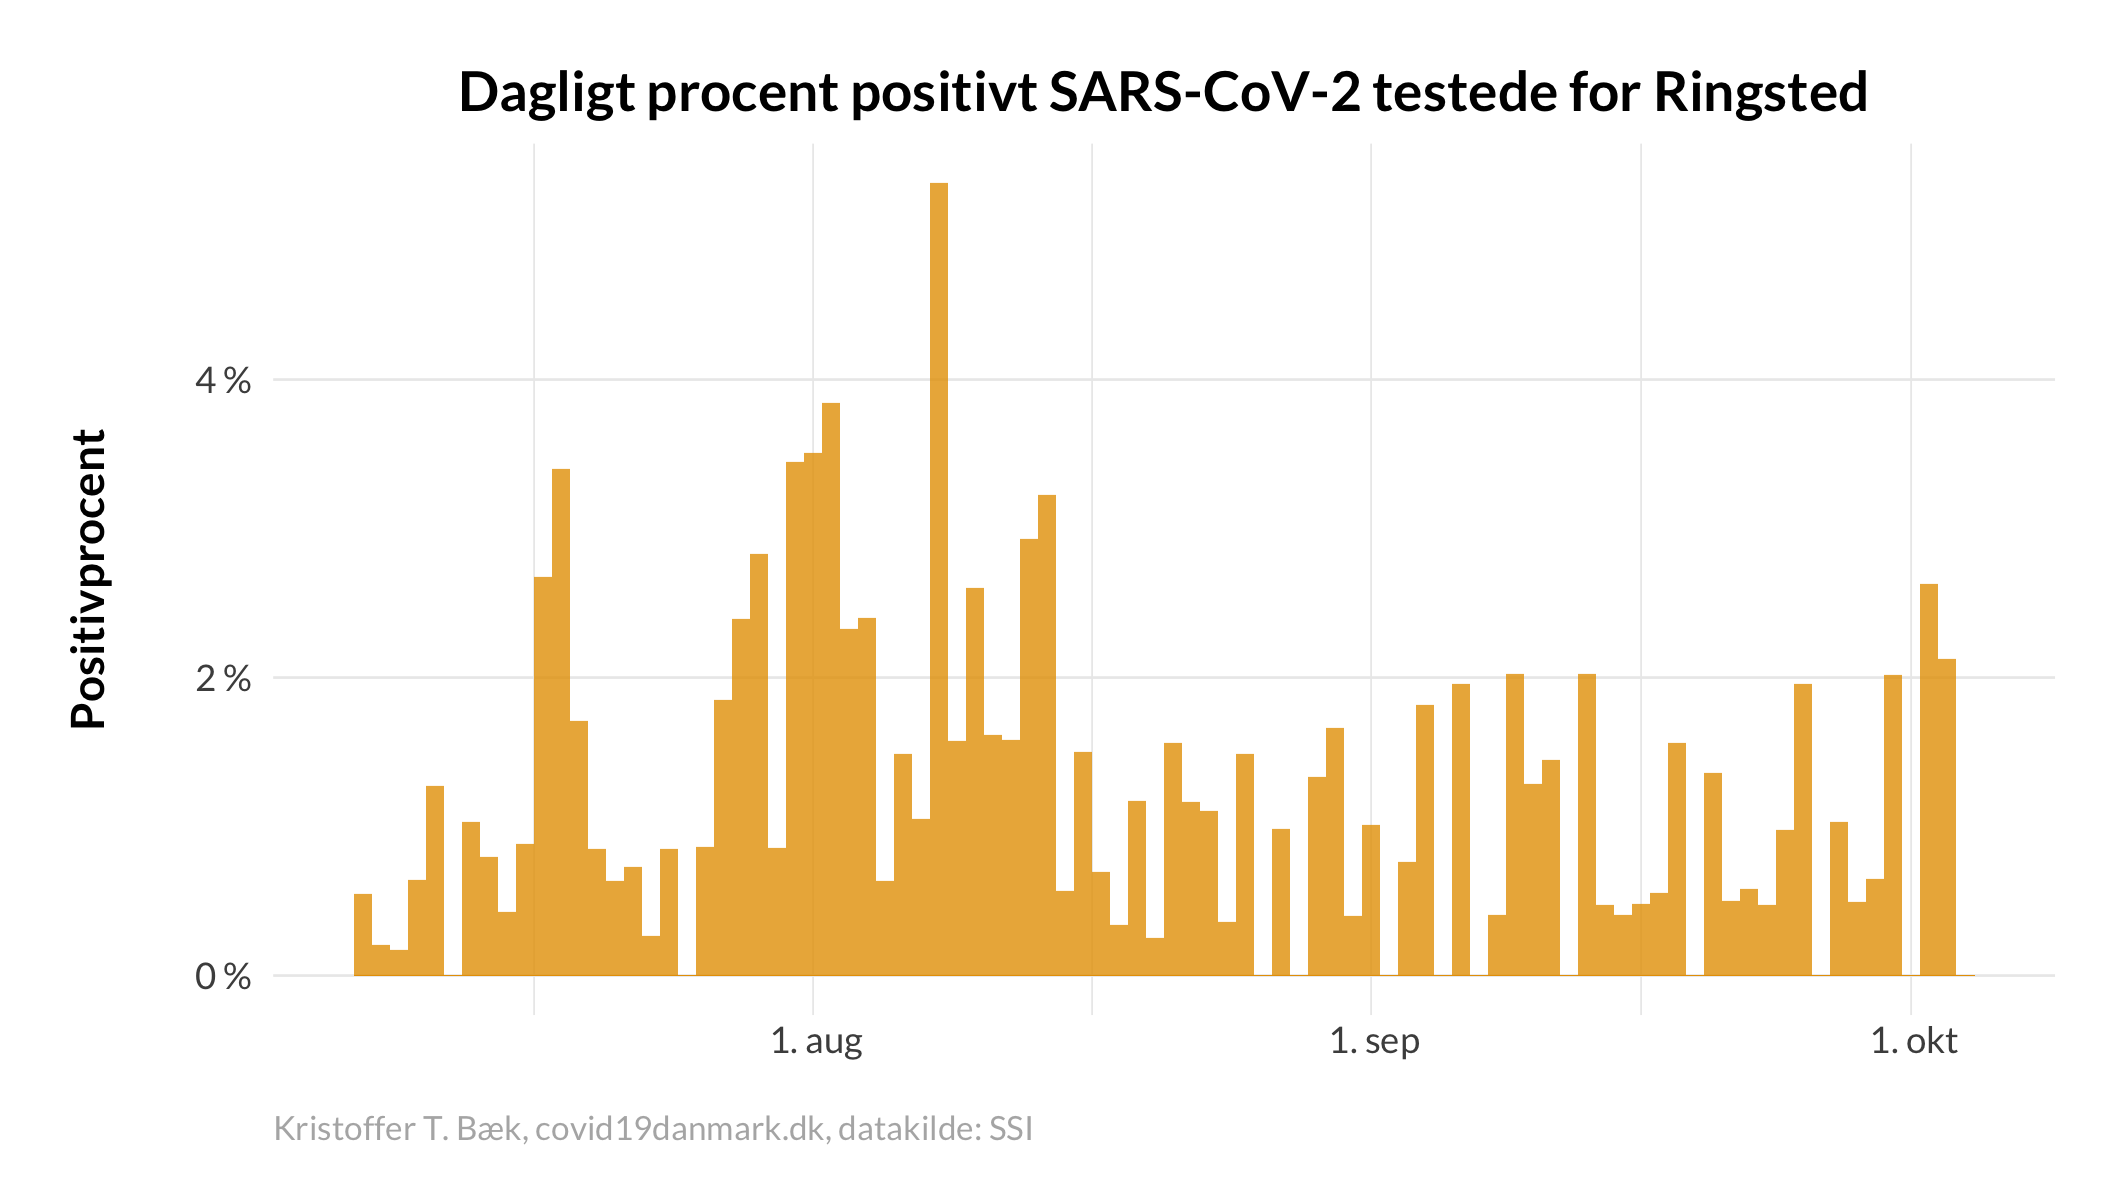 Dagligt procent positivt SARS-CoV-2 testede for Ringsted
Positivprocent
4 %
2 %
0 %
1. aug
1. sep
1. okt
Kristoffer T. Bæk, covid19danmark.dk, datakilde: SSI